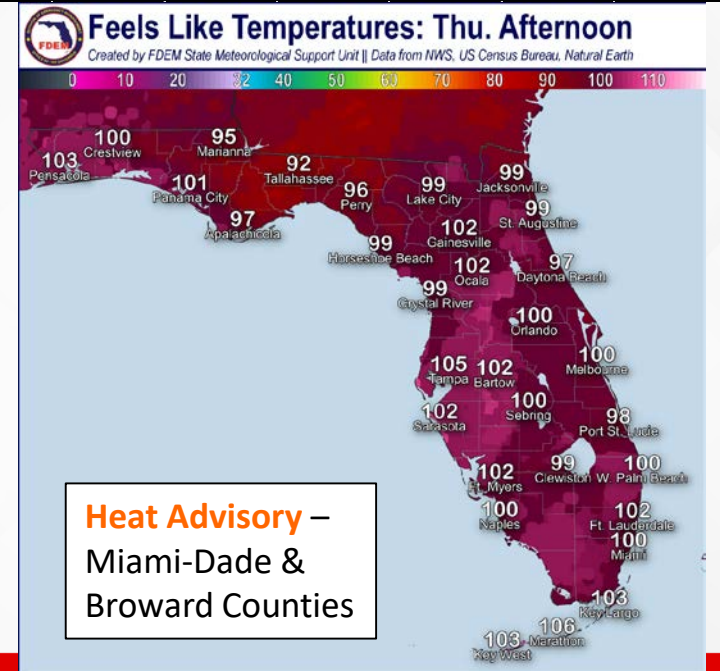 FDEM
Feels Like Temperatures: Thu. Afternoon
Created by FDEM State Meteorological Support Unit || Data from NWS, US Census Bureau, Natural Earth
0 10 20 32 40 50 60 70 80 90 100 110
100
Crestview
95
Marianna
103
Pensacola
92
Tallahassee
101
Panama City
96
Perry
99
Lake City
99
Jacksonville
97
Apalachicola
99
St. Augustine
102
Gainesville
99
Horseshoe Beach
102
Ocala
97
Daytona Beach
99
Crystal River
100
Orlando
100
Melbourne
105
Tampa
102
Bartow
100
Sebring
102
Sarasota
98
Port St. Lucie
99
Clewiston
100
W. Palm Beach
102
Ft. Myers
100
Naples
102
Ft. Lauderdale
100
Miami
103
Key Largo
106
Marathon
103
Key West
Heat Advisory –
Miami-Dade &
Broward Counties